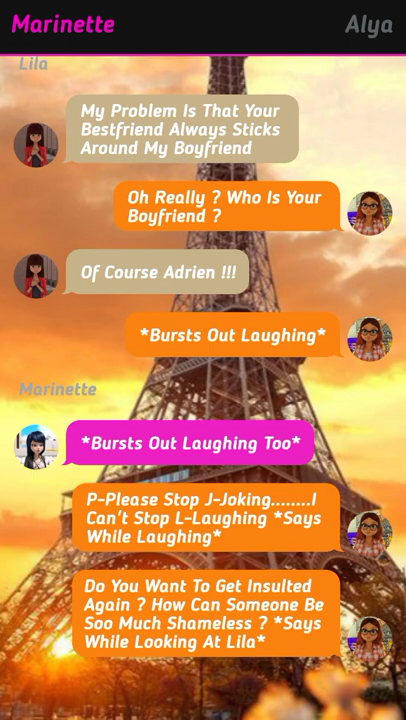 Marinette Alya
Lila
My Problem Is That Your
Bestfriend Always Sticks
Around My Boyfriend
Oh Really ? Who Is Your
Boyfriend ?
Of Course Adrien !!!
*Bursts Out Laughing*
Marinette
*Bursts Out Laughing Too*
P-Please Stop J-Joking........I
Can't Stop L-Laughing *Says
While Laughing*
Do You Want To Get Insulted
Again ? How Can Someone Be
Soo Much Shameless ? *Says
While Looking At Lila*